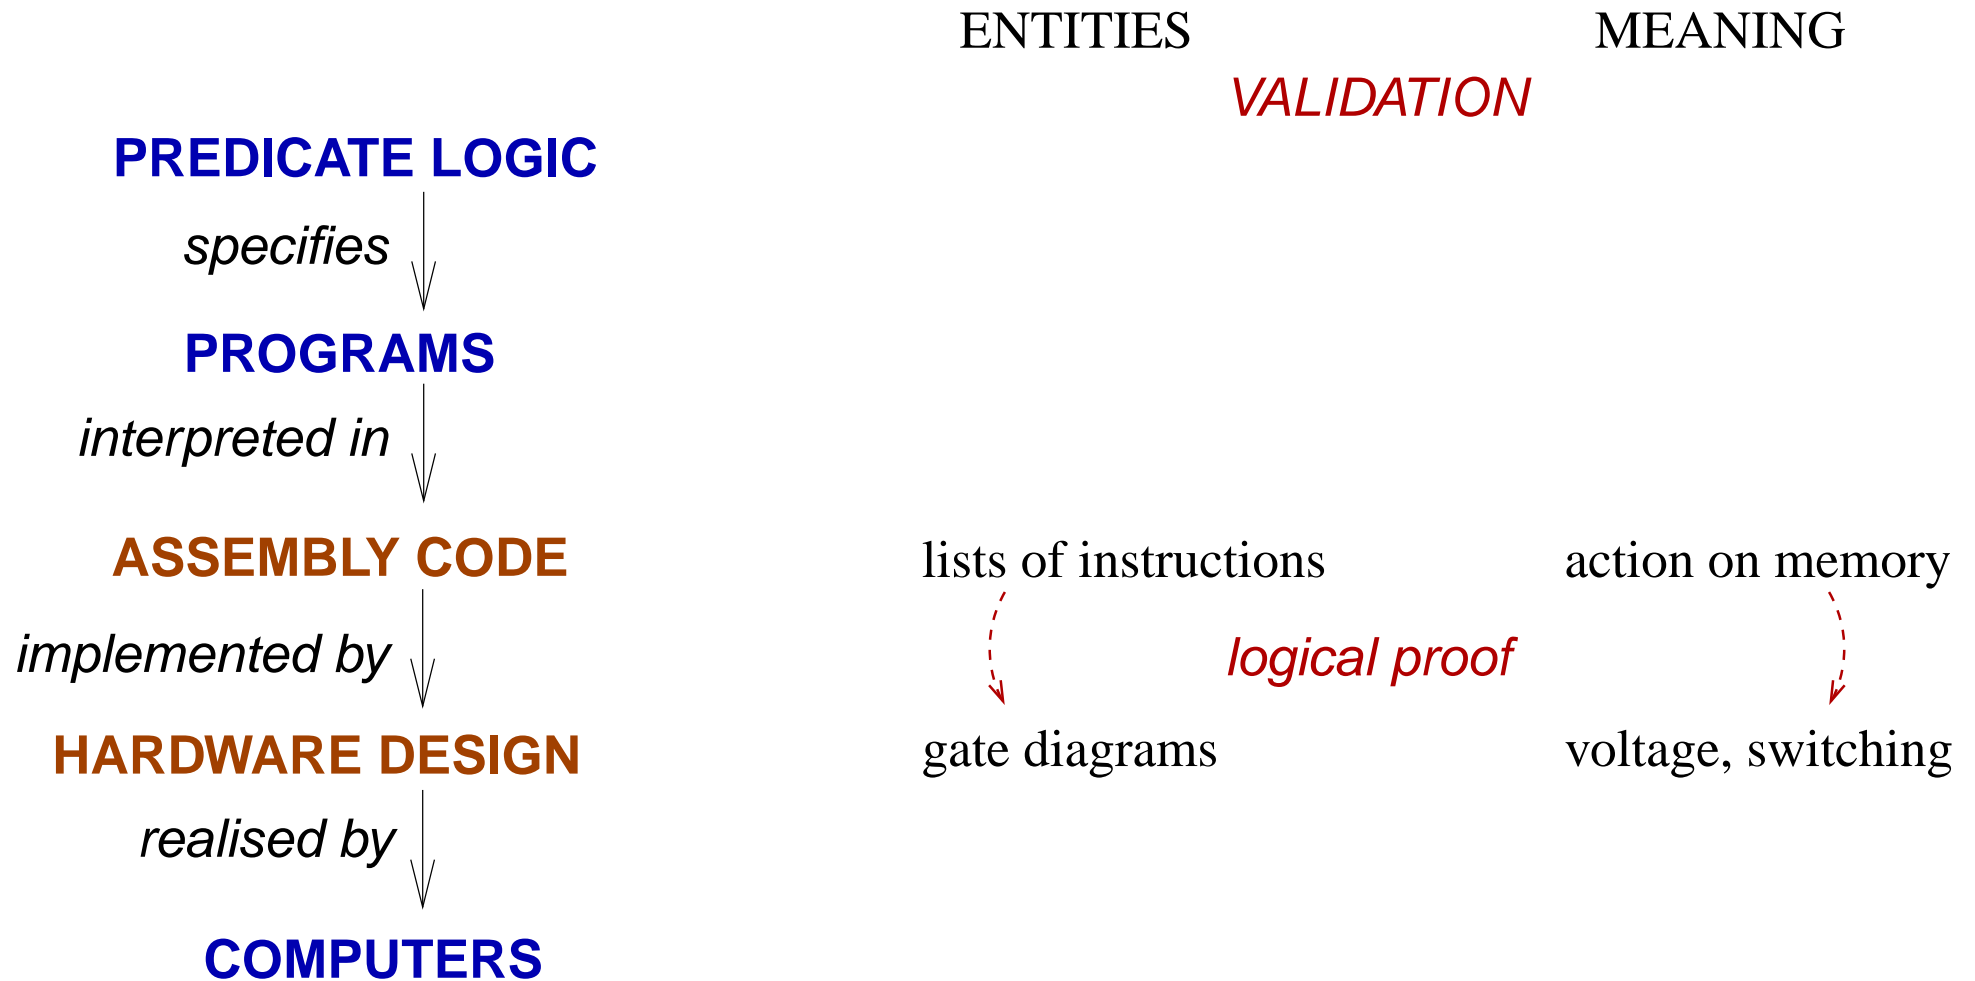 ENTITIES MEANING
VALIDATION
PREDICATE LOGIC
specifies
PROGRAMS
interpreted in
ASSEMBLY CODE lists of instructions action on memory
implemented by logical proof
HARDWARE DESIGN gate diagrams voltage, switching
realised by
COMPUTERS